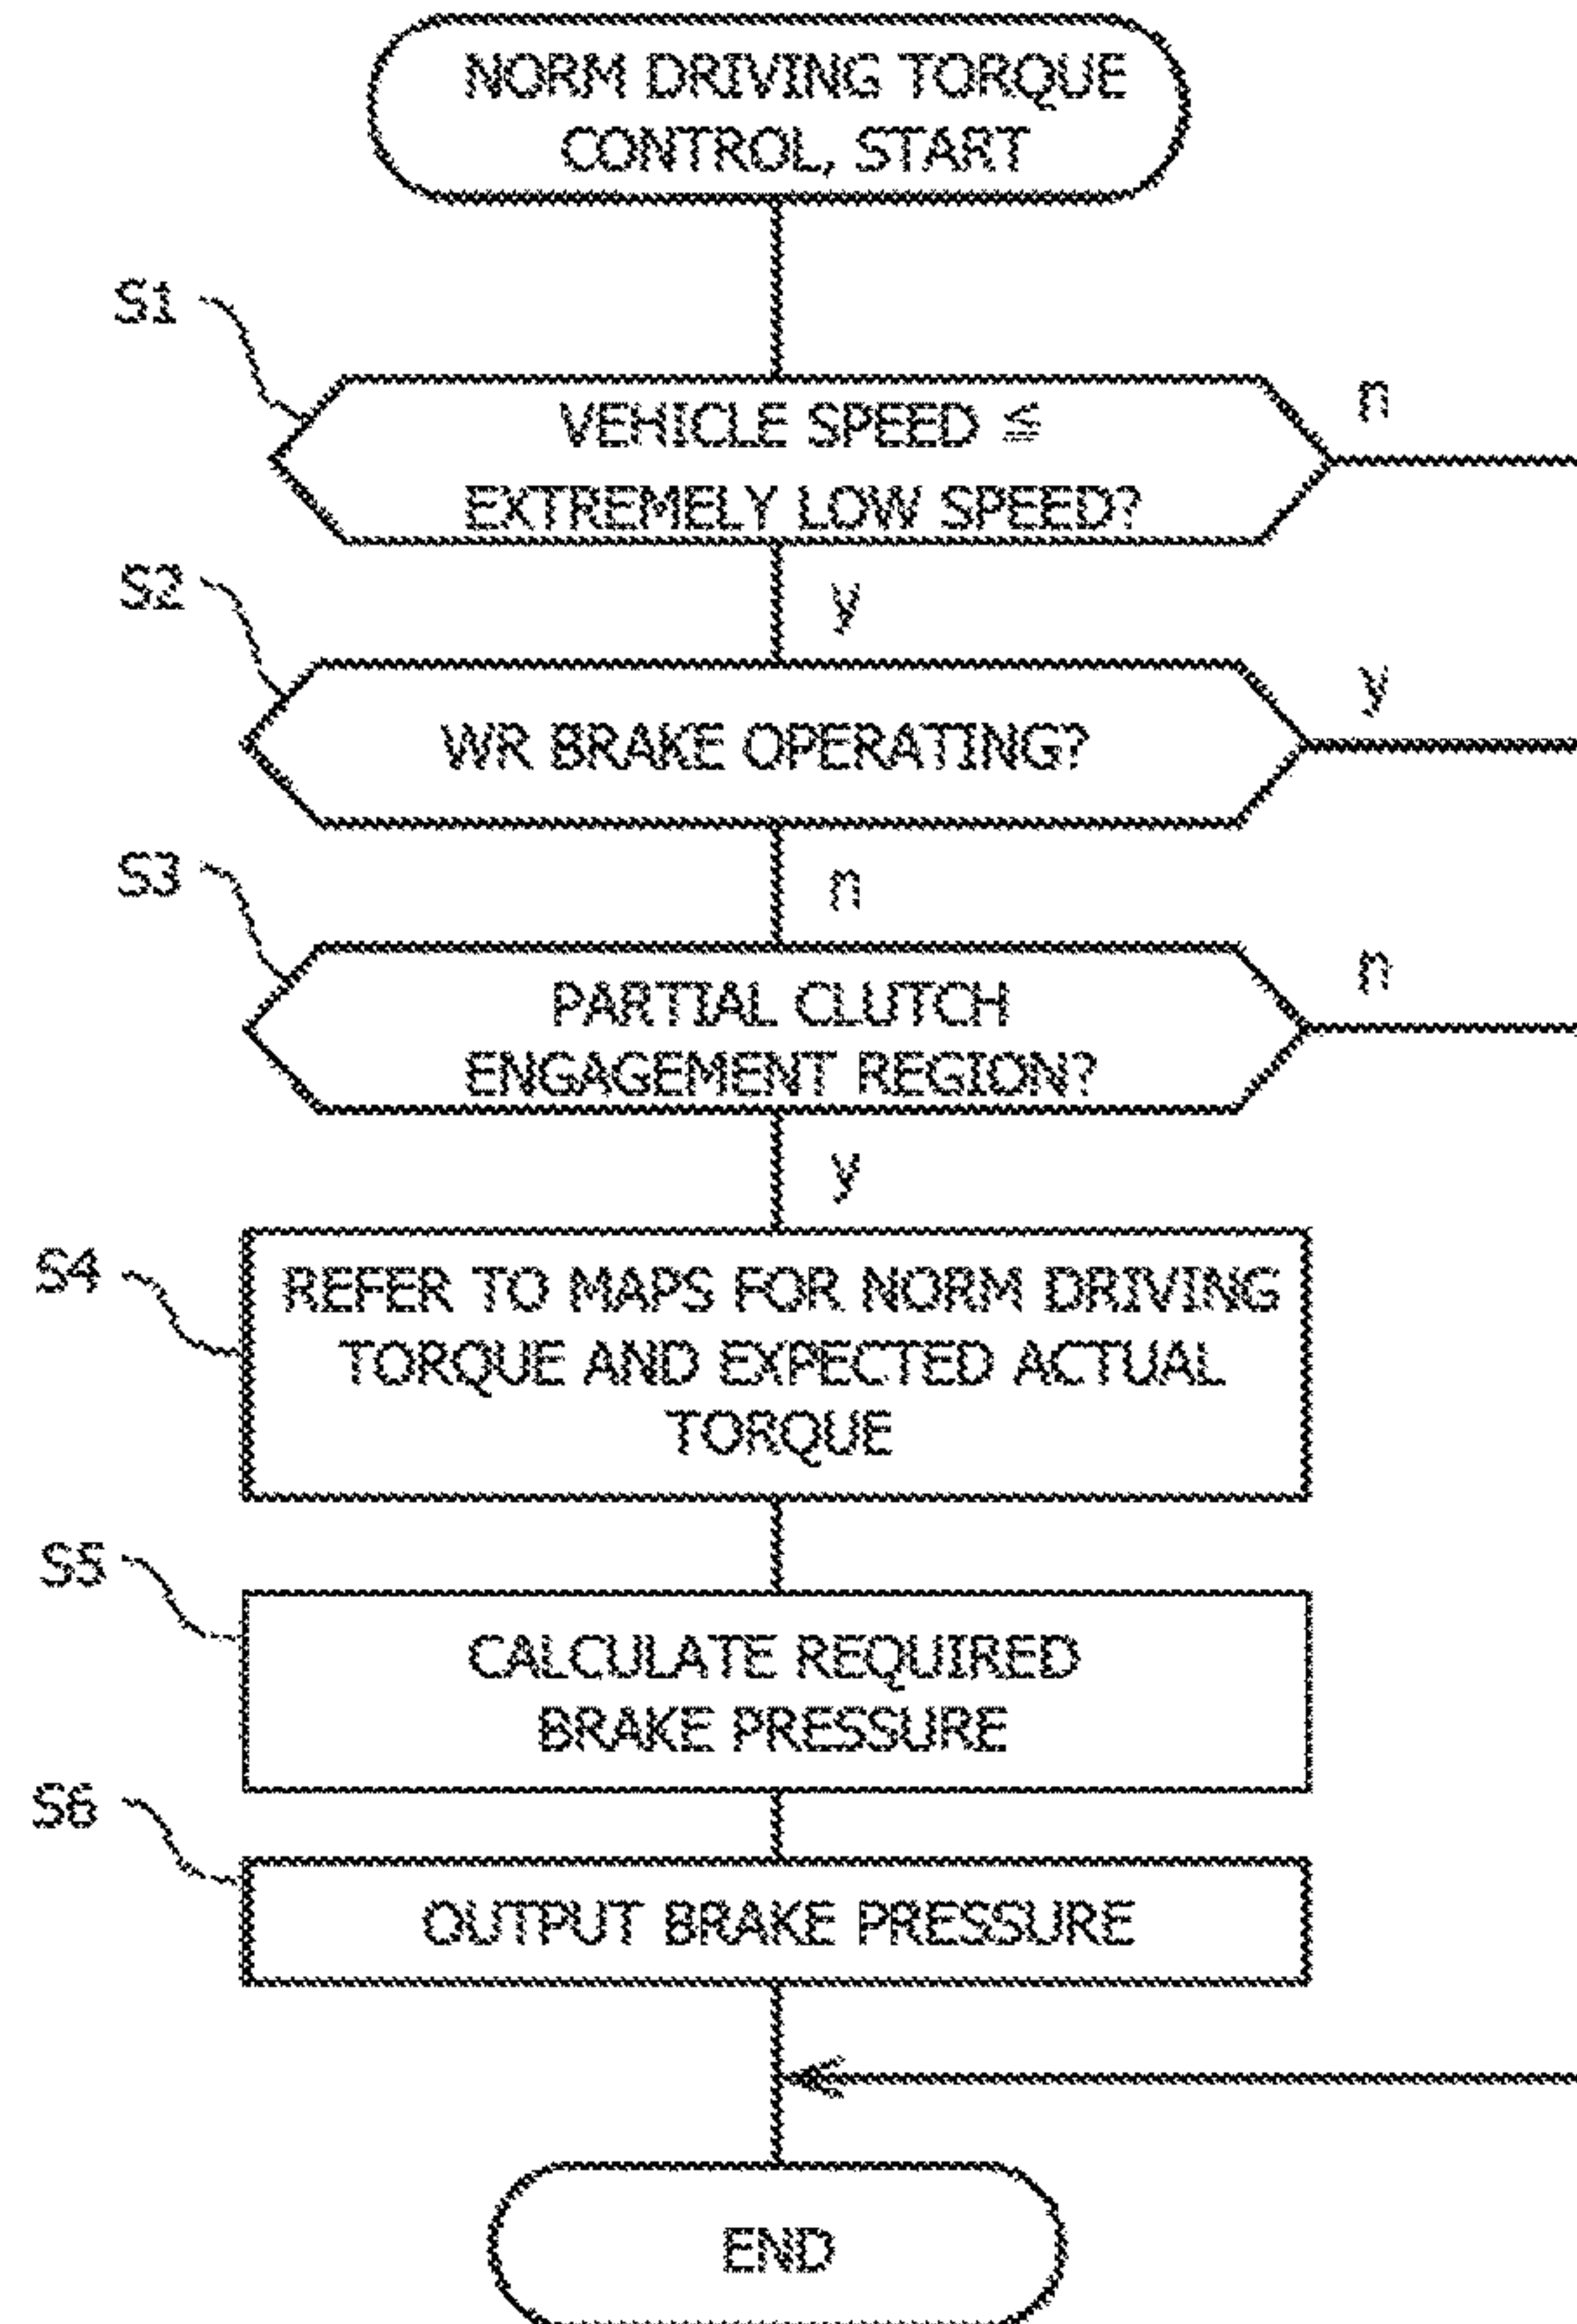 NORM DRIVING TORQUE
CONTROL, START
S1
VEHICLE SPEED ≦
EXTREMELY LOW SPEED?
n
y
S2
WR BRAKE OPERATING?
y
n
S3
PARTIAL CLUTCH
ENGAGEMENT REGION?
n
y
S4
REFER TO MAPS FOR NORM DRIVING
TORQUE AND EXPECTED ACTUAL
TORQUE
S5
CALCULATE REQUIRED
BRAKE PRESSURE
S6
OUTPUT BRAKE PRESSURE
END